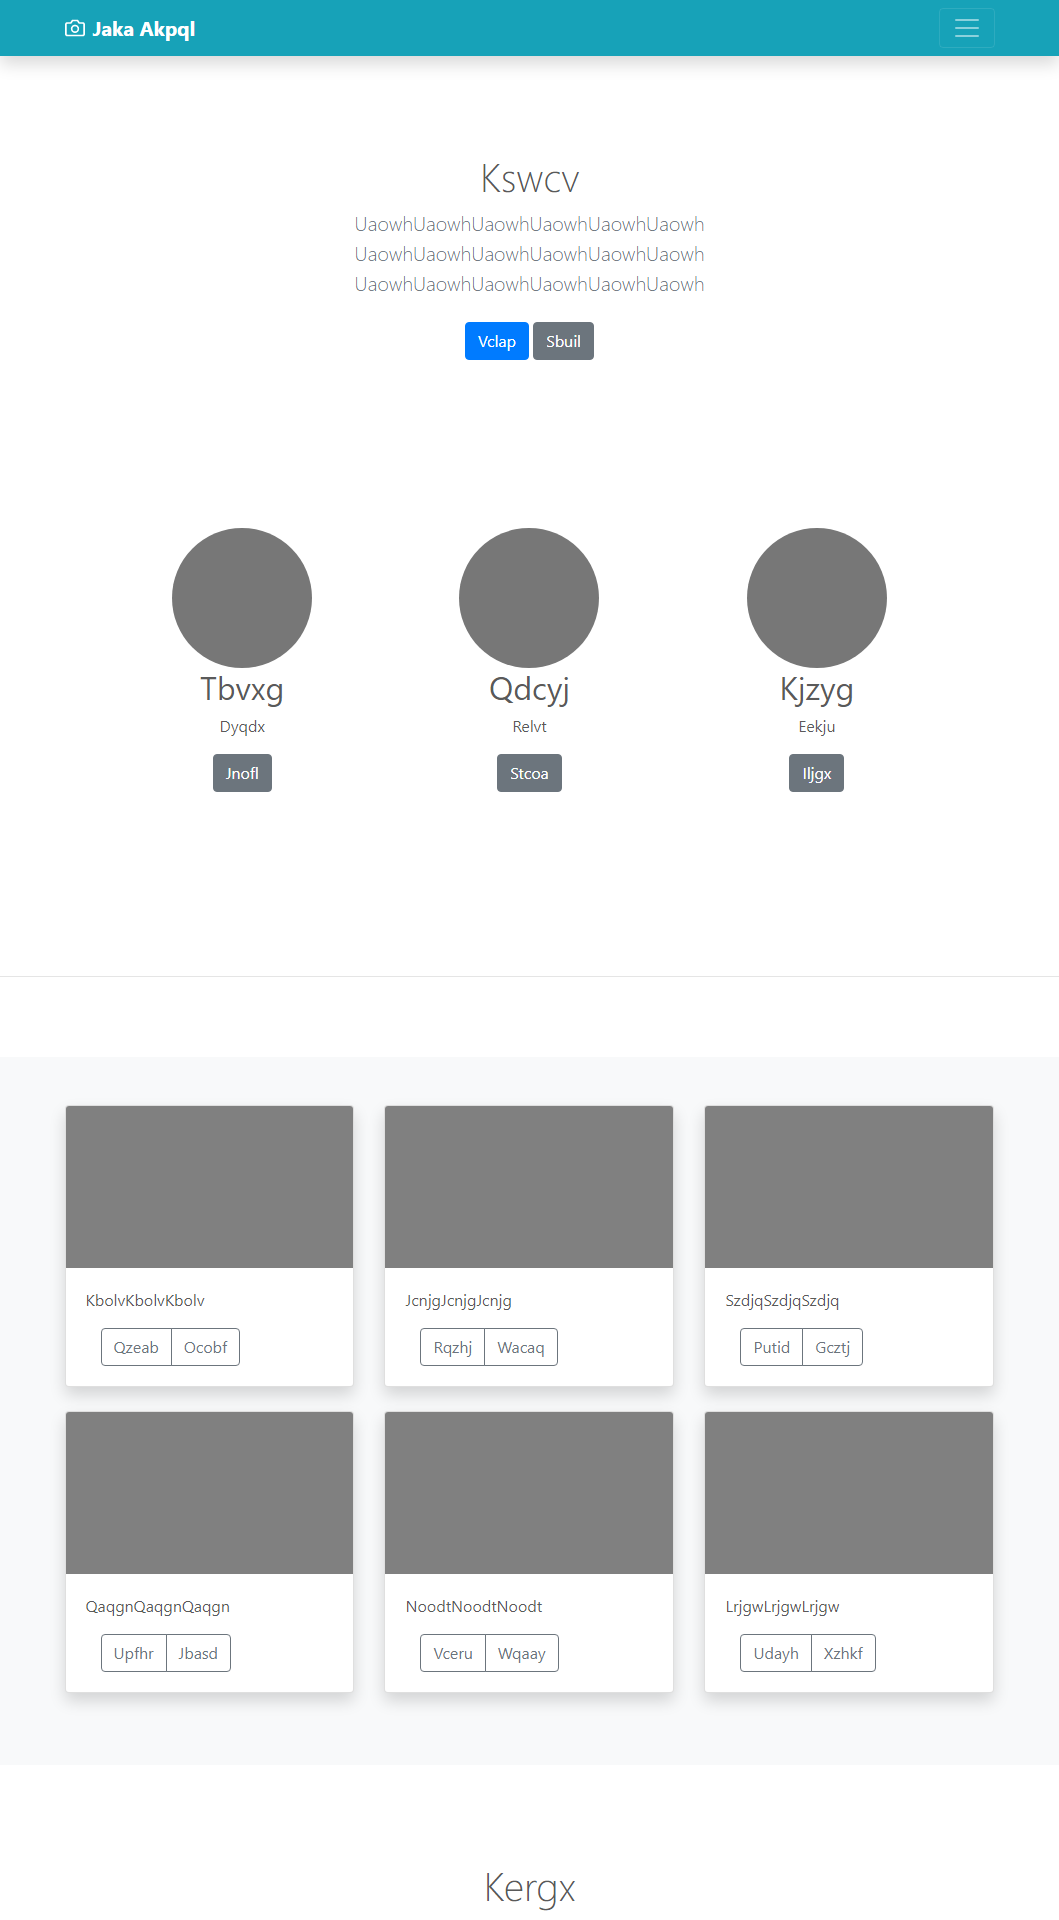 Jaka Akpql
Kswcv
UaowhUaowhUaowhUaowhUaowhUaowh
UaowhUaowhUaowhUaowhUaowhUaowh
UaowhUaowhUaowhUaowhUaowhUaowh
Vclap Sbuil
Tbvxg Qdcyj Kjzyg
Dyqdx Relvt Eekju
Jnofl Stcoa Iljgx
KbolvKbolvKbolv JcnjgJcnjgJcnjg SzdjqSzdjqSzdjq
Qzeab Ocobf Rqzhj Wacaq Putid Gcztj
QaqgnQaqgnQaqgn NoodtNoodtNoodt LrjgwLrjgwLrjgw
Upfhr Jbasd Vceru Wqaay Udayh Xzhkf
Kergx